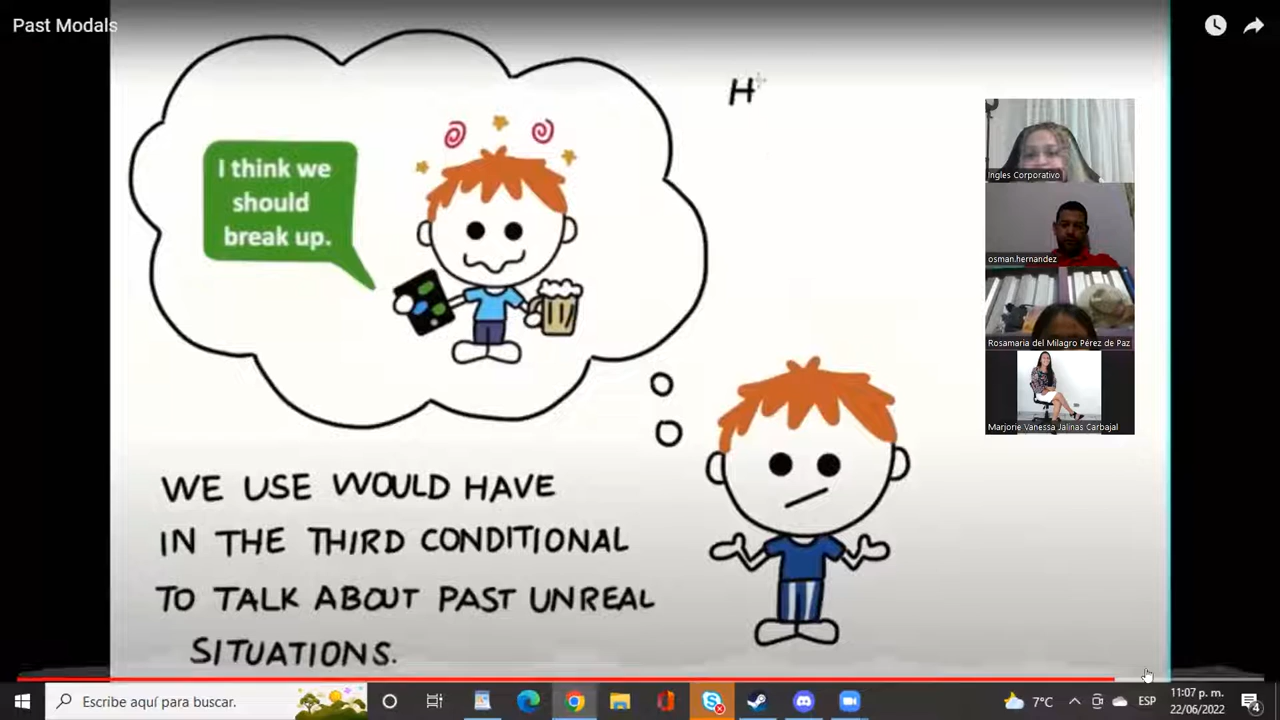 Past Modals
H
I think we
should
break up.
WE USE WOULD HAVE
IN THE THIRD CONDITIONAL
TO TALK ABOUT PAST UNREAL
SITUATIONS.
Ingles Corporativo
osman.hernandez
Rosamaria del Milagro Pérez de Paz
Marjorie Vanessa Jalinas Carbajal
Escribe aquí para buscar.
7°C
ESP
11:07 p. m.
22/06/2022
4